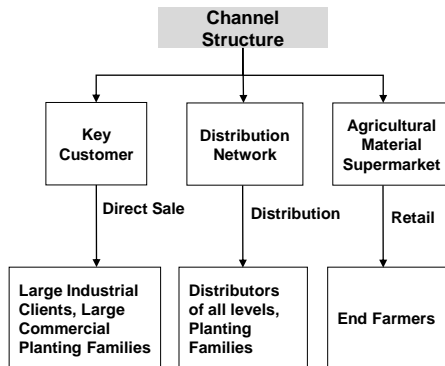 Channel
Structure
Key
Customer
Distribution
Network
Agricultural
Material
Supermarket
Direct Sale
Distribution
Retail
Large Industrial
Clients, Large
Commercial
Planting Families
Distributors
of all levels,
Planting
Families
End Farmers